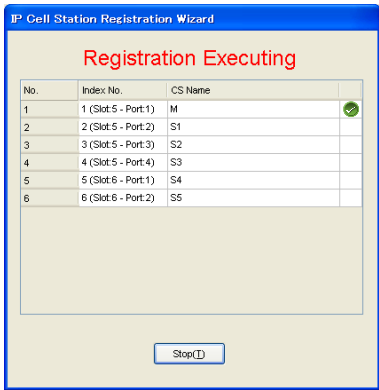 IP Cell Station Registration Wizard
Registration Executing
No. Index No. CS Name
1 1 (Slot:5 - Port:1) M
2 2 (Slot:5 - Port:2) S1
3 3 (Slot:5 - Port:3) S2
4 4 (Slot:5 - Port:4) S3
5 5 (Slot:6 - Port:1) S4
6 6 (Slot:6 - Port:2) S5
Stop(T)